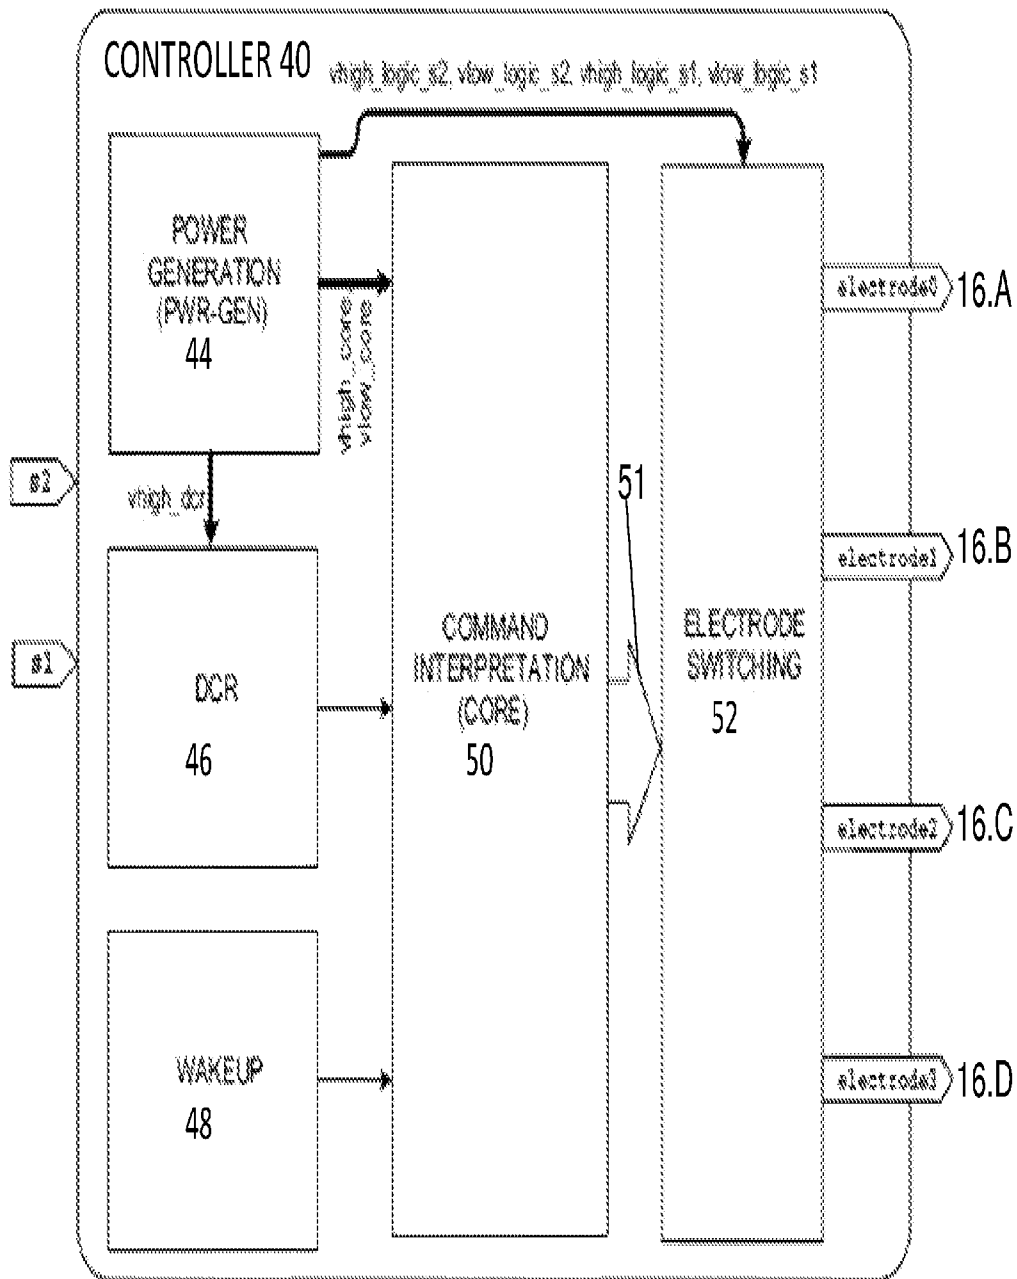 CONTROLLER 40
vhigh_logic_s2, vlow_logic_s2, vhigh_logic_s1, vlow_logic_s1
POWER
GENERATION
(PWR-GEN)
44
vhigh_core,
vlow_core
electrode0
16.A
s2
vhigh_dcr
51
electrode1
16.B
s1
DCR
46
COMMAND
INTERPRETATION
(CORE)
50
ELECTRODE
SWITCHING
52
electrode2
16.C
WAKEUP
48
electrode3
16.D